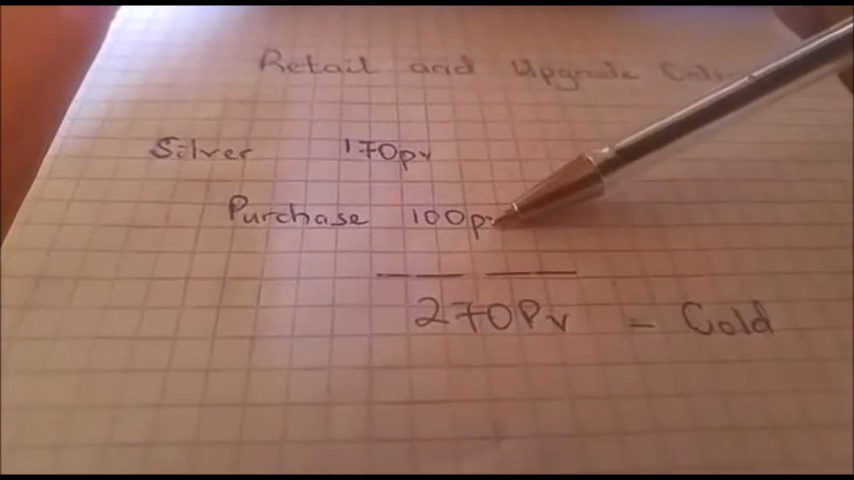 Retail and Upgrade
Silver 170pv
Purchase 100pv
270Pv = Gold